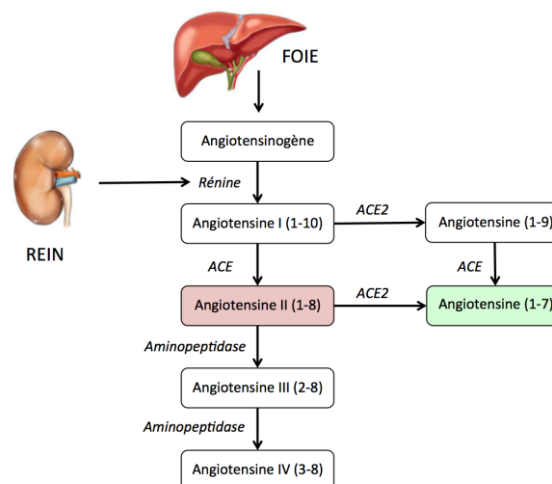 FOIE
Angiotensinogène
Rénine
REIN
Angiotensine I (1-10)
ACE2
Angiotensine (1-9)
ACE
ACE
Angiotensine II (1-8)
ACE2
Angiotensine (1-7)
Aminopeptidase
Angiotensine III (2-8)
Aminopeptidase
Angiotensine IV (3-8)